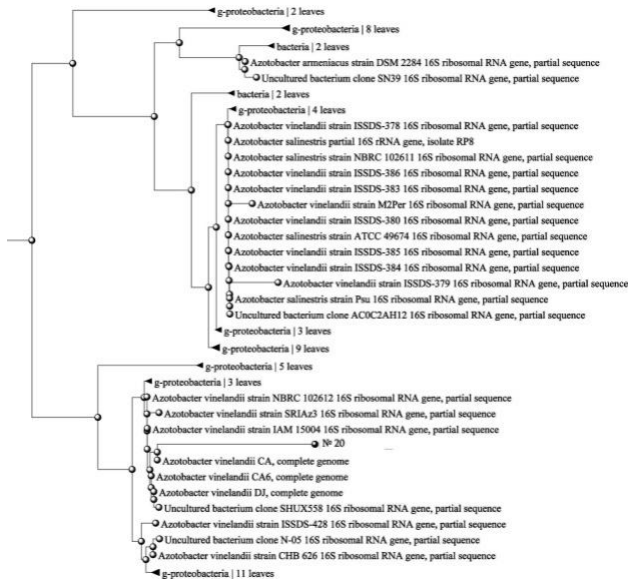 g-proteobacteria | 2 leaves
g-proteobacteria | 8 leaves
bacteria | 2 leaves
Azotobacter armeniacus strain DSM 2284 16S ribosomal RNA gene, partial sequence
Uncultured bacterium clone SN39 16S ribosomal RNA gene, partial sequence
bacteria | 2 leaves
g-proteobacteria | 4 leaves
Azotobacter vinelandii strain ISSDS-378 16S ribosomal RNA gene, partial sequence
Azotobacter salinestris partial 16S rRNA gene, isolate RP8
Azotobacter salinestris strain NBRC 102611 16S ribosomal RNA gene, partial sequence
Azotobacter vinelandii strain ISSDS-386 16S ribosomal RNA gene, partial sequence
Azotobacter vinelandii strain ISSDS-383 16S ribosomal RNA gene, partial sequence
Azotobacter vinelandii strain M2Per 16S ribosomal RNA gene, partial sequence
Azotobacter vinelandii strain ISSDS-380 16S ribosomal RNA gene, partial sequence
Azotobacter salinestris strain ATCC 49674 16S ribosomal RNA gene, partial sequence
Azotobacter vinelandii strain ISSDS-385 16S ribosomal RNA gene, partial sequence
Azotobacter vinelandii strain ISSDS-384 16S ribosomal RNA gene, partial sequence
Azotobacter vinelandii strain ISSDS-379 16S ribosomal RNA gene, partial sequence
Azotobacter salinestris strain Psu 16S ribosomal RNA gene, partial sequence
Uncultured bacterium clone AC0C2AH12 16S ribosomal RNA gene, partial sequence
g-proteobacteria | 3 leaves
g-proteobacteria | 9 leaves
g-proteobacteria | 5 leaves
g-proteobacteria | 3 leaves
Azotobacter vinelandii strain NBRC 102612 16S ribosomal RNA gene, partial sequence
Azotobacter vinelandii strain SRIAz3 16S ribosomal RNA gene, partial sequence
Azotobacter vinelandii strain IAM 15004 16S ribosomal RNA gene, partial sequence
№ 20
Azotobacter vinelandii CA, complete genome
Azotobacter vinelandii CA6, complete genome
Azotobacter vinelandii DJ, complete genome
Uncultured bacterium clone SHUX558 16S ribosomal RNA gene, partial sequence
Azotobacter vinelandii strain ISSDS-428 16S ribosomal RNA gene, partial sequence
Uncultured bacterium clone N-05 16S ribosomal RNA gene, partial sequence
Azotobacter vinelandii strain CHB 626 16S ribosomal RNA gene, partial sequence
g-proteobacteria | 11 leaves